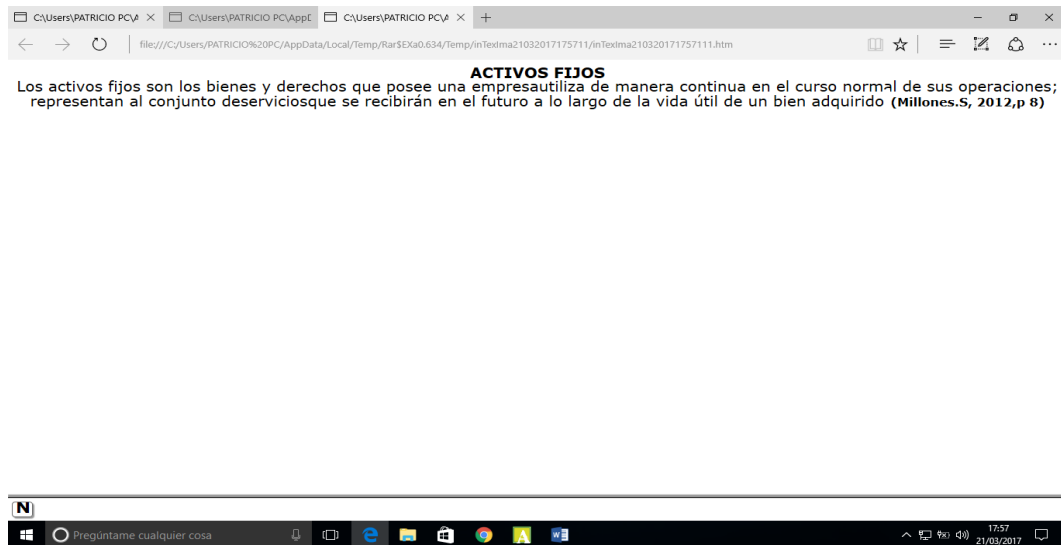 C:\Users\PATRICIO PC\A
C:\Users\PATRICIO PC\AppD
C:\Users\PATRICIO PC\A
file:///C:/Users/PATRICIO%20PC/AppData/Local/Temp/Rar$EXa0.634/Temp/inTexIma21032017175711/inTexIma210320171757111.htm
ACTIVOS FIJOS
Los activos fijos son los bienes y derechos que posee una empresautiliza de manera continua en el curso normal de sus operaciones;
representan al conjunto deserviciosque se recibirán en el futuro a lo largo de la vida útil de un bien adquirido (Millones.S, 2012,p 8)
N
Pregúntame cualquier cosa
17:57
21/03/2017